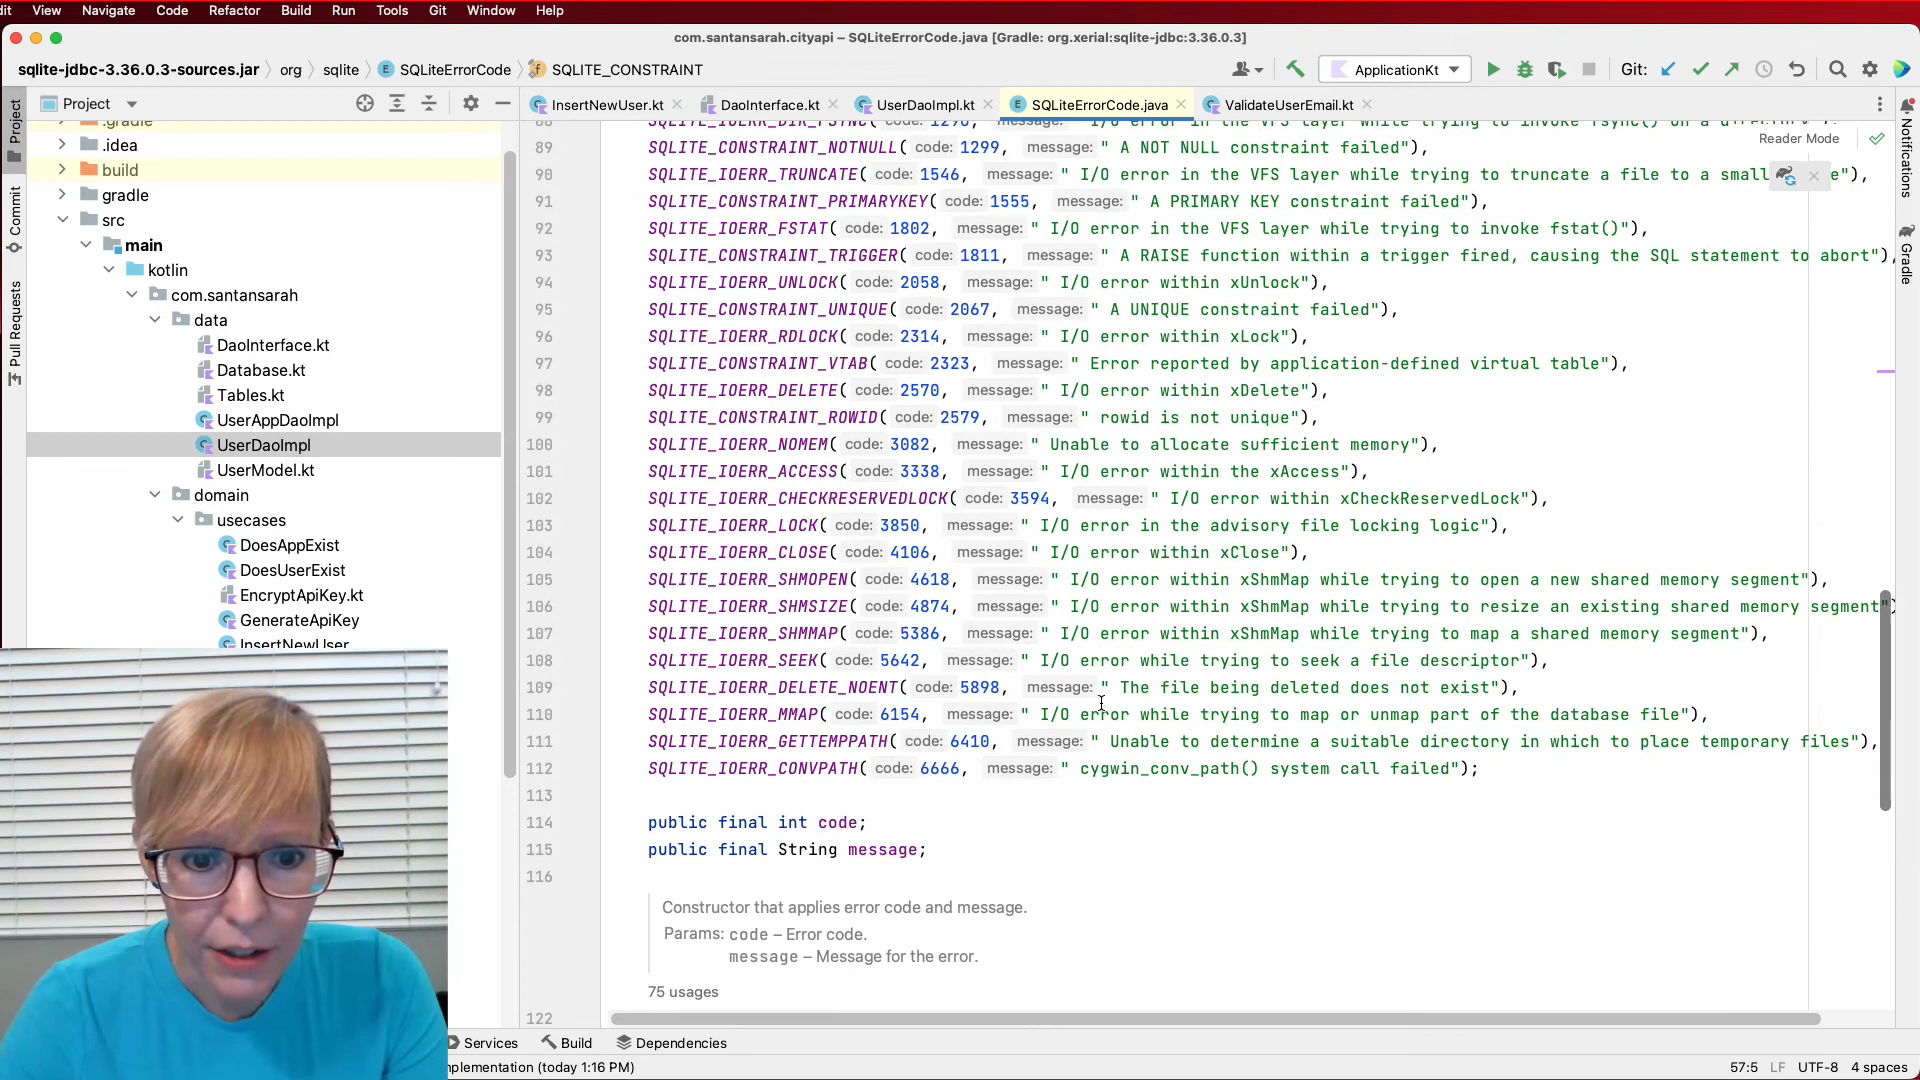 dit View Navigate Code Refactor Build Run Tools Git Window Help
com.santansarah.cityapi – SQLiteErrorCode.java [Gradle: org.xerial:sqlite-jdbc:3.36.0.3]
sqlite-jdbc-3.36.0.3-sources.jar org sqlite SQLiteErrorCode SQLITE_CONSTRAINT ApplicationKt Git:
Project InsertNewUser.kt DaoInterface.kt UserDaoImpl.kt SQLiteErrorCode.java ValidateUserEmail.kt
Reader Mode
Project
Commit
Pull Requests
.gradle
.idea
build
gradle
src
main
kotlin
com.santansarah
data
DaoInterface.kt
Database.kt
Tables.kt
UserAppDaoImpl
UserDaoImpl
UserModel.kt
domain
usecases
DoesAppExist
DoesUserExist
EncryptApiKey.kt
GenerateApiKey
InsertNewUser
89 SQLITE_CONSTRAINT_NOTNULL( code: 1299, message: " A NOT NULL constraint failed"),
90 SQLITE_IOERR_TRUNCATE( code: 1546, message: " I/O error in the VFS layer while trying to truncate a file to a small e"),
91 SQLITE_CONSTRAINT_PRIMARYKEY( code: 1555, message: " A PRIMARY KEY constraint failed"),
92 SQLITE_IOERR_FSTAT( code: 1802, message: " I/O error in the VFS layer while trying to invoke fstat()"),
93 SQLITE_CONSTRAINT_TRIGGER( code: 1811, message: " A RAISE function within a trigger fired, causing the SQL statement to abort"),
94 SQLITE_IOERR_UNLOCK( code: 2058, message: " I/O error within xUnlock"),
95 SQLITE_CONSTRAINT_UNIQUE( code: 2067, message: " A UNIQUE constraint failed"),
96 SQLITE_IOERR_RDLOCK( code: 2314, message: " I/O error within xLock"),
97 SQLITE_CONSTRAINT_VTAB( code: 2323, message: " Error reported by application-defined virtual table"),
98 SQLITE_IOERR_DELETE( code: 2570, message: " I/O error within xDelete"),
99 SQLITE_CONSTRAINT_ROWID( code: 2579, message: " rowid is not unique"),
100 SQLITE_IOERR_NOMEM( code: 3082, message: " Unable to allocate sufficient memory"),
101 SQLITE_IOERR_ACCESS( code: 3338, message: " I/O error within the xAccess"),
102 SQLITE_IOERR_CHECKRESERVEDLOCK( code: 3594, message: " I/O error within xCheckReservedLock"),
103 SQLITE_IOERR_LOCK( code: 3850, message: " I/O error in the advisory file locking logic"),
104 SQLITE_IOERR_CLOSE( code: 4106, message: " I/O error within xClose"),
105 SQLITE_IOERR_SHMOPEN( code: 4618, message: " I/O error within xShmMap while trying to open a new shared memory segment"),
106 SQLITE_IOERR_SHMSIZE( code: 4874, message: " I/O error within xShmMap while trying to resize an existing shared memory segment")
107 SQLITE_IOERR_SHMMAP( code: 5386, message: " I/O error within xShmMap while trying to map a shared memory segment"),
108 SQLITE_IOERR_SEEK( code: 5642, message: " I/O error while trying to seek a file descriptor"),
109 SQLITE_IOERR_DELETE_NOENT( code: 5898, message: " The file being deleted does not exist"),
110 SQLITE_IOERR_MMAP( code: 6154, message: " I/O error while trying to map or unmap part of the database file"),
111 SQLITE_IOERR_GETTEMPPATH( code: 6410, message: " Unable to determine a suitable directory in which to place temporary files"),
112 SQLITE_IOERR_CONVPATH( code: 6666, message: " cygwin_conv_path() system call failed");
113
114 public final int code;
115 public final String message;
116
Constructor that applies error code and message.
Params: code – Error code.
message – Message for the error.
75 usages
122
Notifications
Gradle
Services Build Dependencies
mplementation (today 1:16 PM) 57:5 LF UTF-8 4 spaces